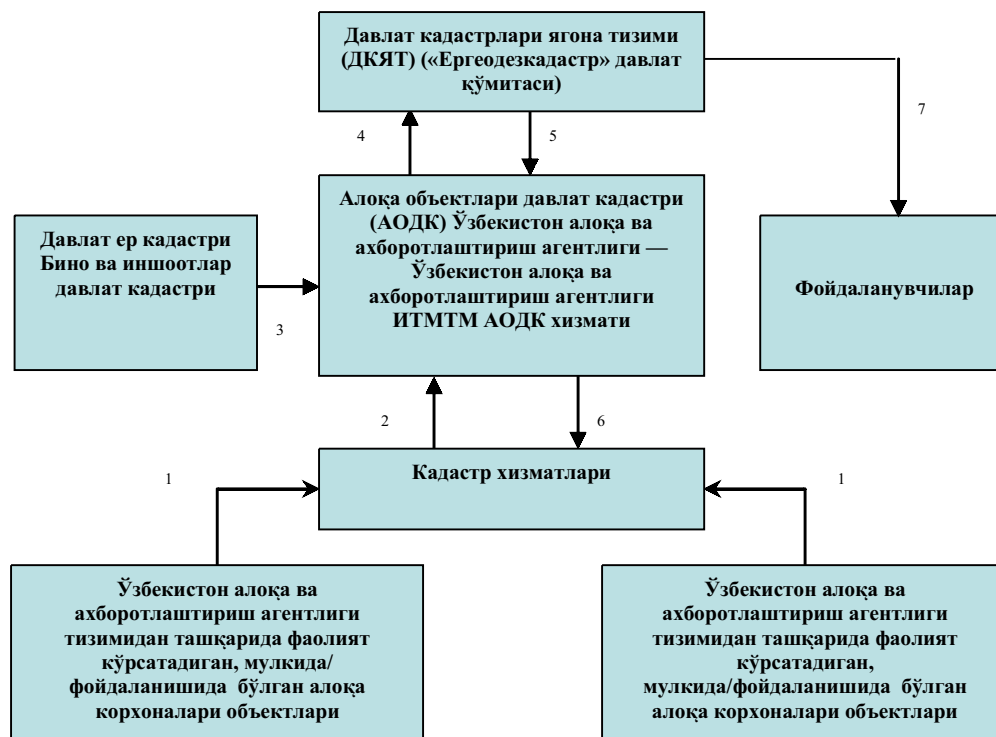 Давлат кадастрлари ягона тизими
(ДКЯТ) («Ергеодезкадастр» давлат
қўмитаси)
4
5
7
Алоқа объектлари давлат кадастри
(АОДК) Ўзбекистон алоқа ва
ахборотлаштириш агентлиги —
Ўзбекистон алоқа ва
ахборотлаштириш агентлиги
ИТМТМ АОДК хизмати
Давлат ер кадастри
Бино ва иншоотлар
давлат кадастри
3
Фойдаланувчилар
2
6
Кадастр хизматлари
1
1
Ўзбекистон алоқа ва
ахборотлаштириш агентлиги
тизимидан ташқарида фаолият
кўрсатадиган, мулкида/
фойдаланишида бўлган алоқа
корхоналари объектлари
Ўзбекистон алоқа ва
ахборотлаштириш агентлиги
тизимидан ташқарида фаолият
кўрсатадиган,
мулкида/фойдаланишида бўлган
алоқа корхоналари объектлари